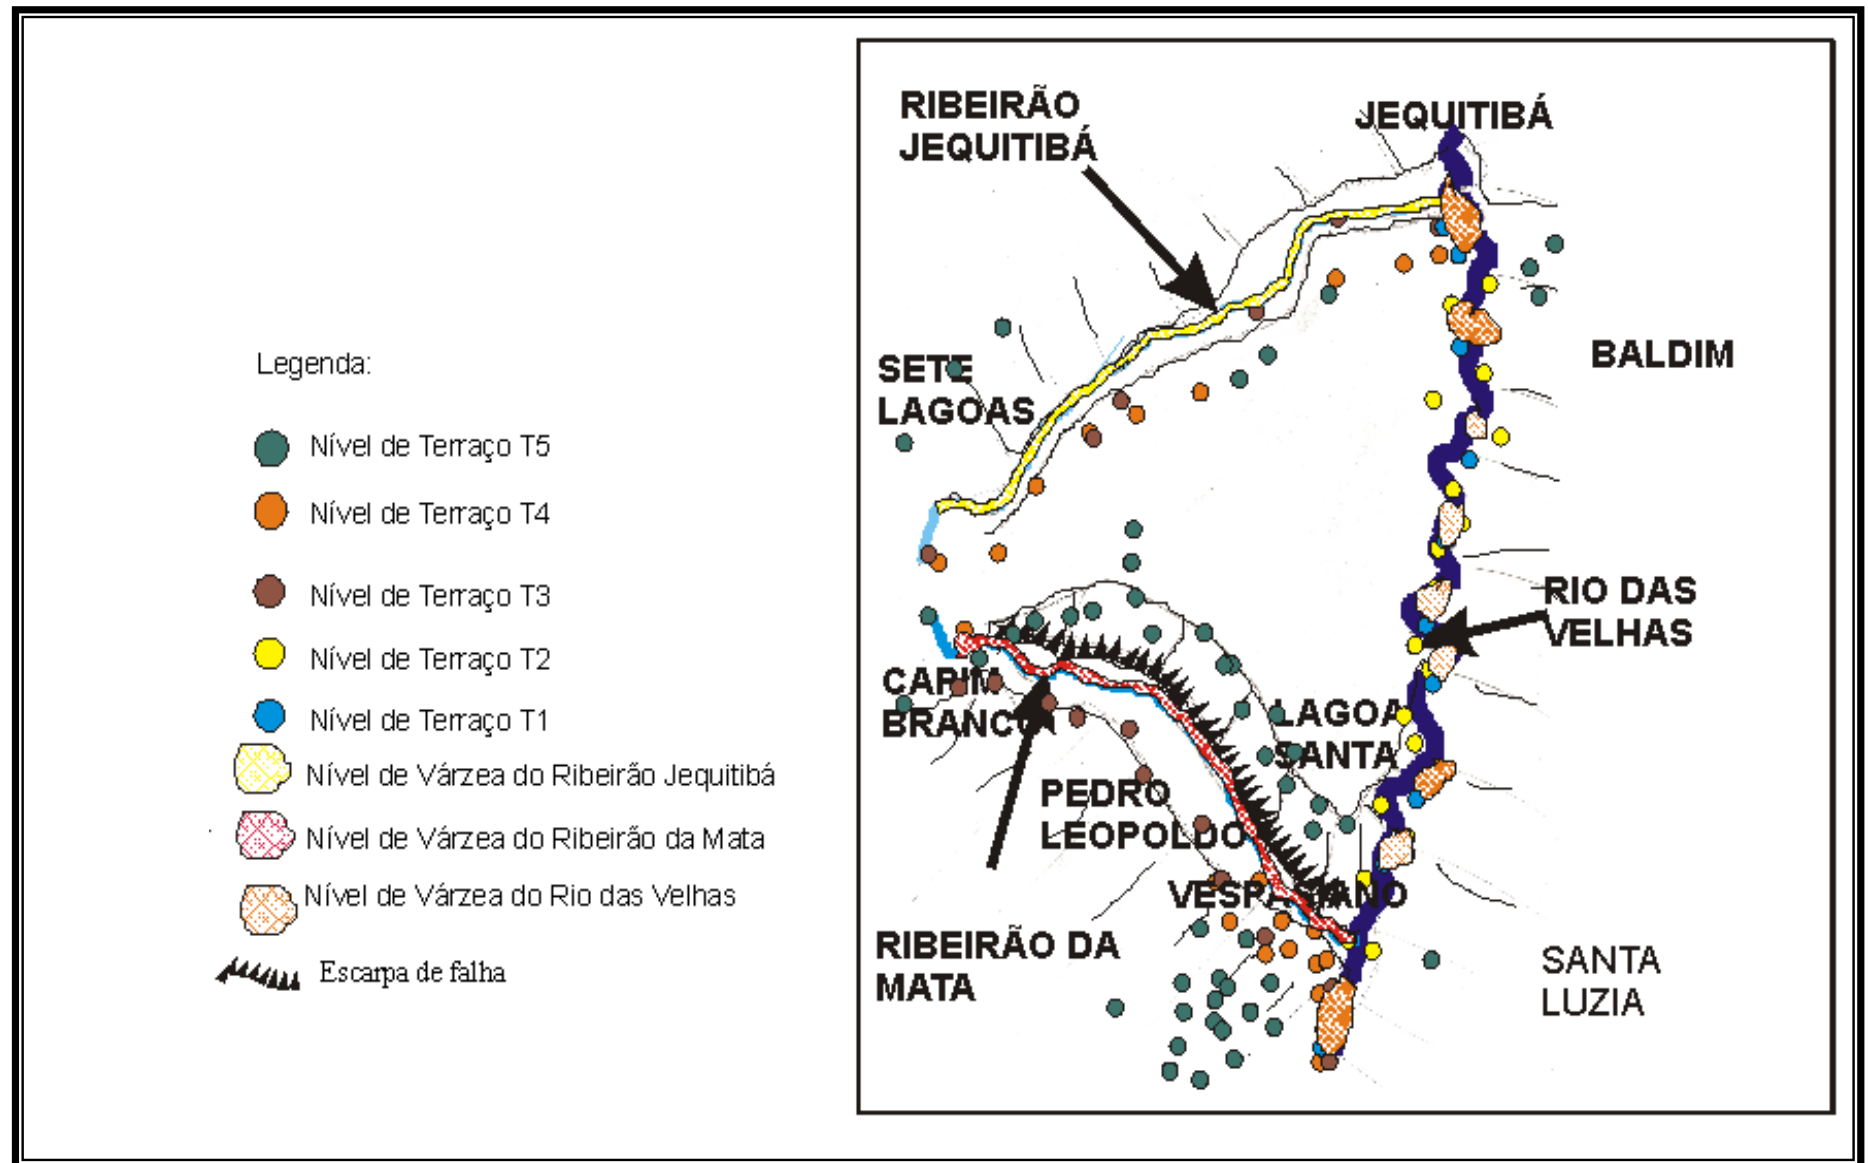 Legenda:
Nível de Terraço T5
Nível de Terraço T4
Nível de Terraço T3
Nível de Terraço T2
Nível de Terraço T1
Nível de Várzea do Ribeirão Jequitibá
Nível de Várzea do Ribeirão da Mata
Nível de Várzea do Rio das Velhas
Escarpa de falha
RIBEIRÃO
JEQUITIBÁ
JEQUITIBÁ
SETE
LAGOAS
BALDIM
RIO DAS
VELHAS
CAPIM
BRANCO
LAGOA
SANTA
PEDRO
LEOPOLDO
VESPASIANO
RIBEIRÃO DA
MATA
SANTA
LUZIA